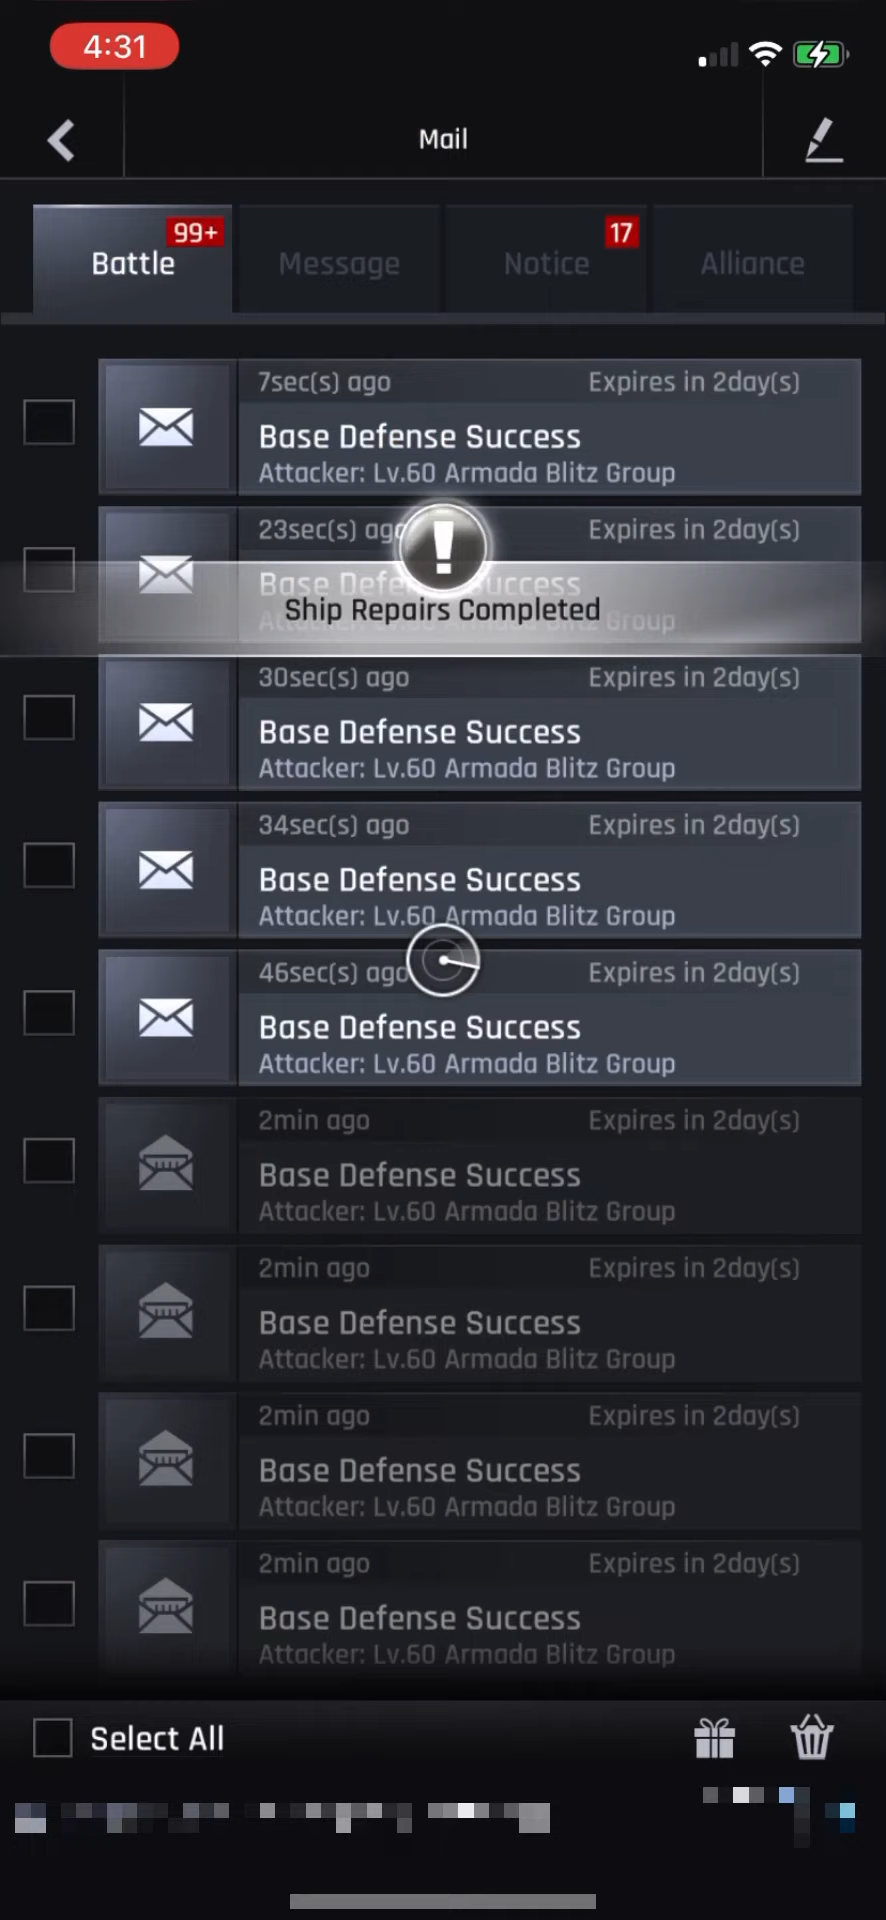 4:31
Mail
99+
17
Battle
Message
Notice
Alliance
7sec(s) ago
Expires in 2day(s)
Base Defense Success
Attacker: Lv.60 Armada Blitz Group
23sec(s) ago
Expires in 2day(s)
Base Defense Success
Ship Repairs Completed
30sec(s) ago
Expires in 2day(s)
Base Defense Success
Attacker: Lv.60 Armada Blitz Group
34sec(s) ago
Expires in 2day(s)
Base Defense Success
Attacker: Lv.60 Armada Blitz Group
46sec(s) ago
Expires in 2day(s)
Base Defense Success
Attacker: Lv.60 Armada Blitz Group
2min ago
Expires in 2day(s)
Base Defense Success
Attacker: Lv.60 Armada Blitz Group
2min ago
Expires in 2day(s)
Base Defense Success
Attacker: Lv.60 Armada Blitz Group
2min ago
Expires in 2day(s)
Base Defense Success
Attacker: Lv.60 Armada Blitz Group
2min ago
Expires in 2day(s)
Base Defense Success
Attacker: Lv.60 Armada Blitz Group
Select All